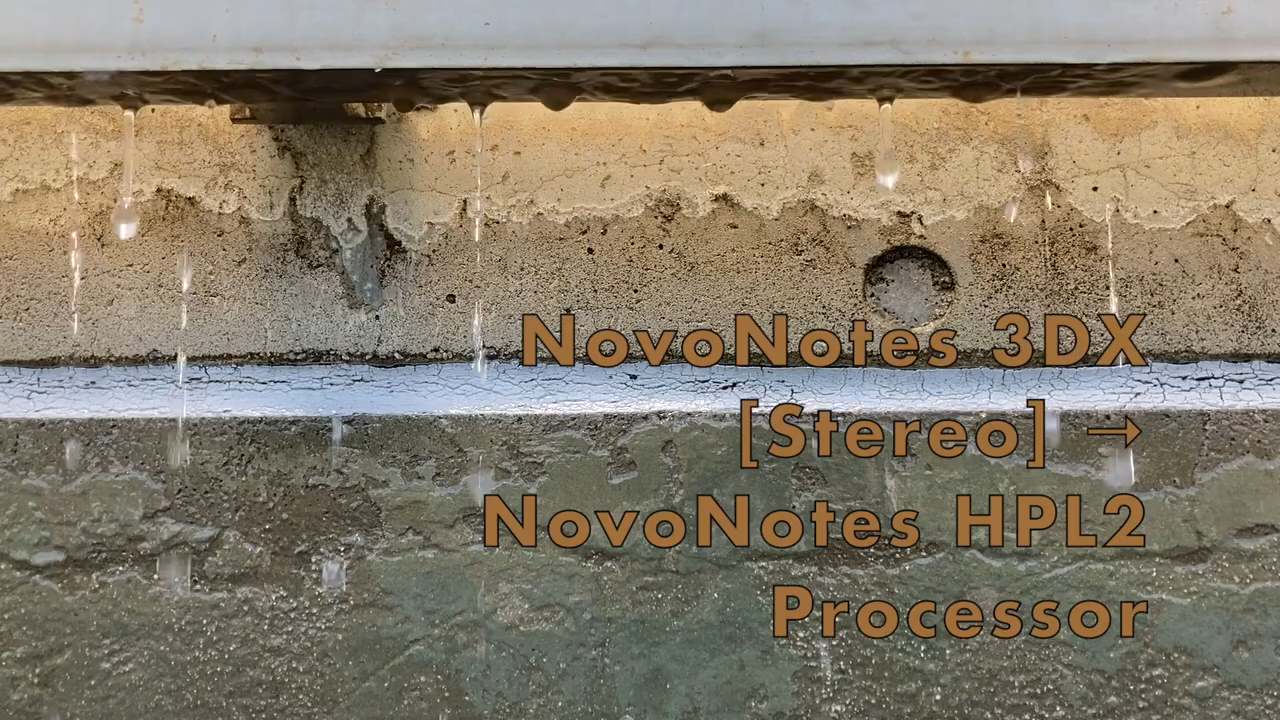 NovoNotes 3DX
[Stereo] →
NovoNotes HPL2
Processor